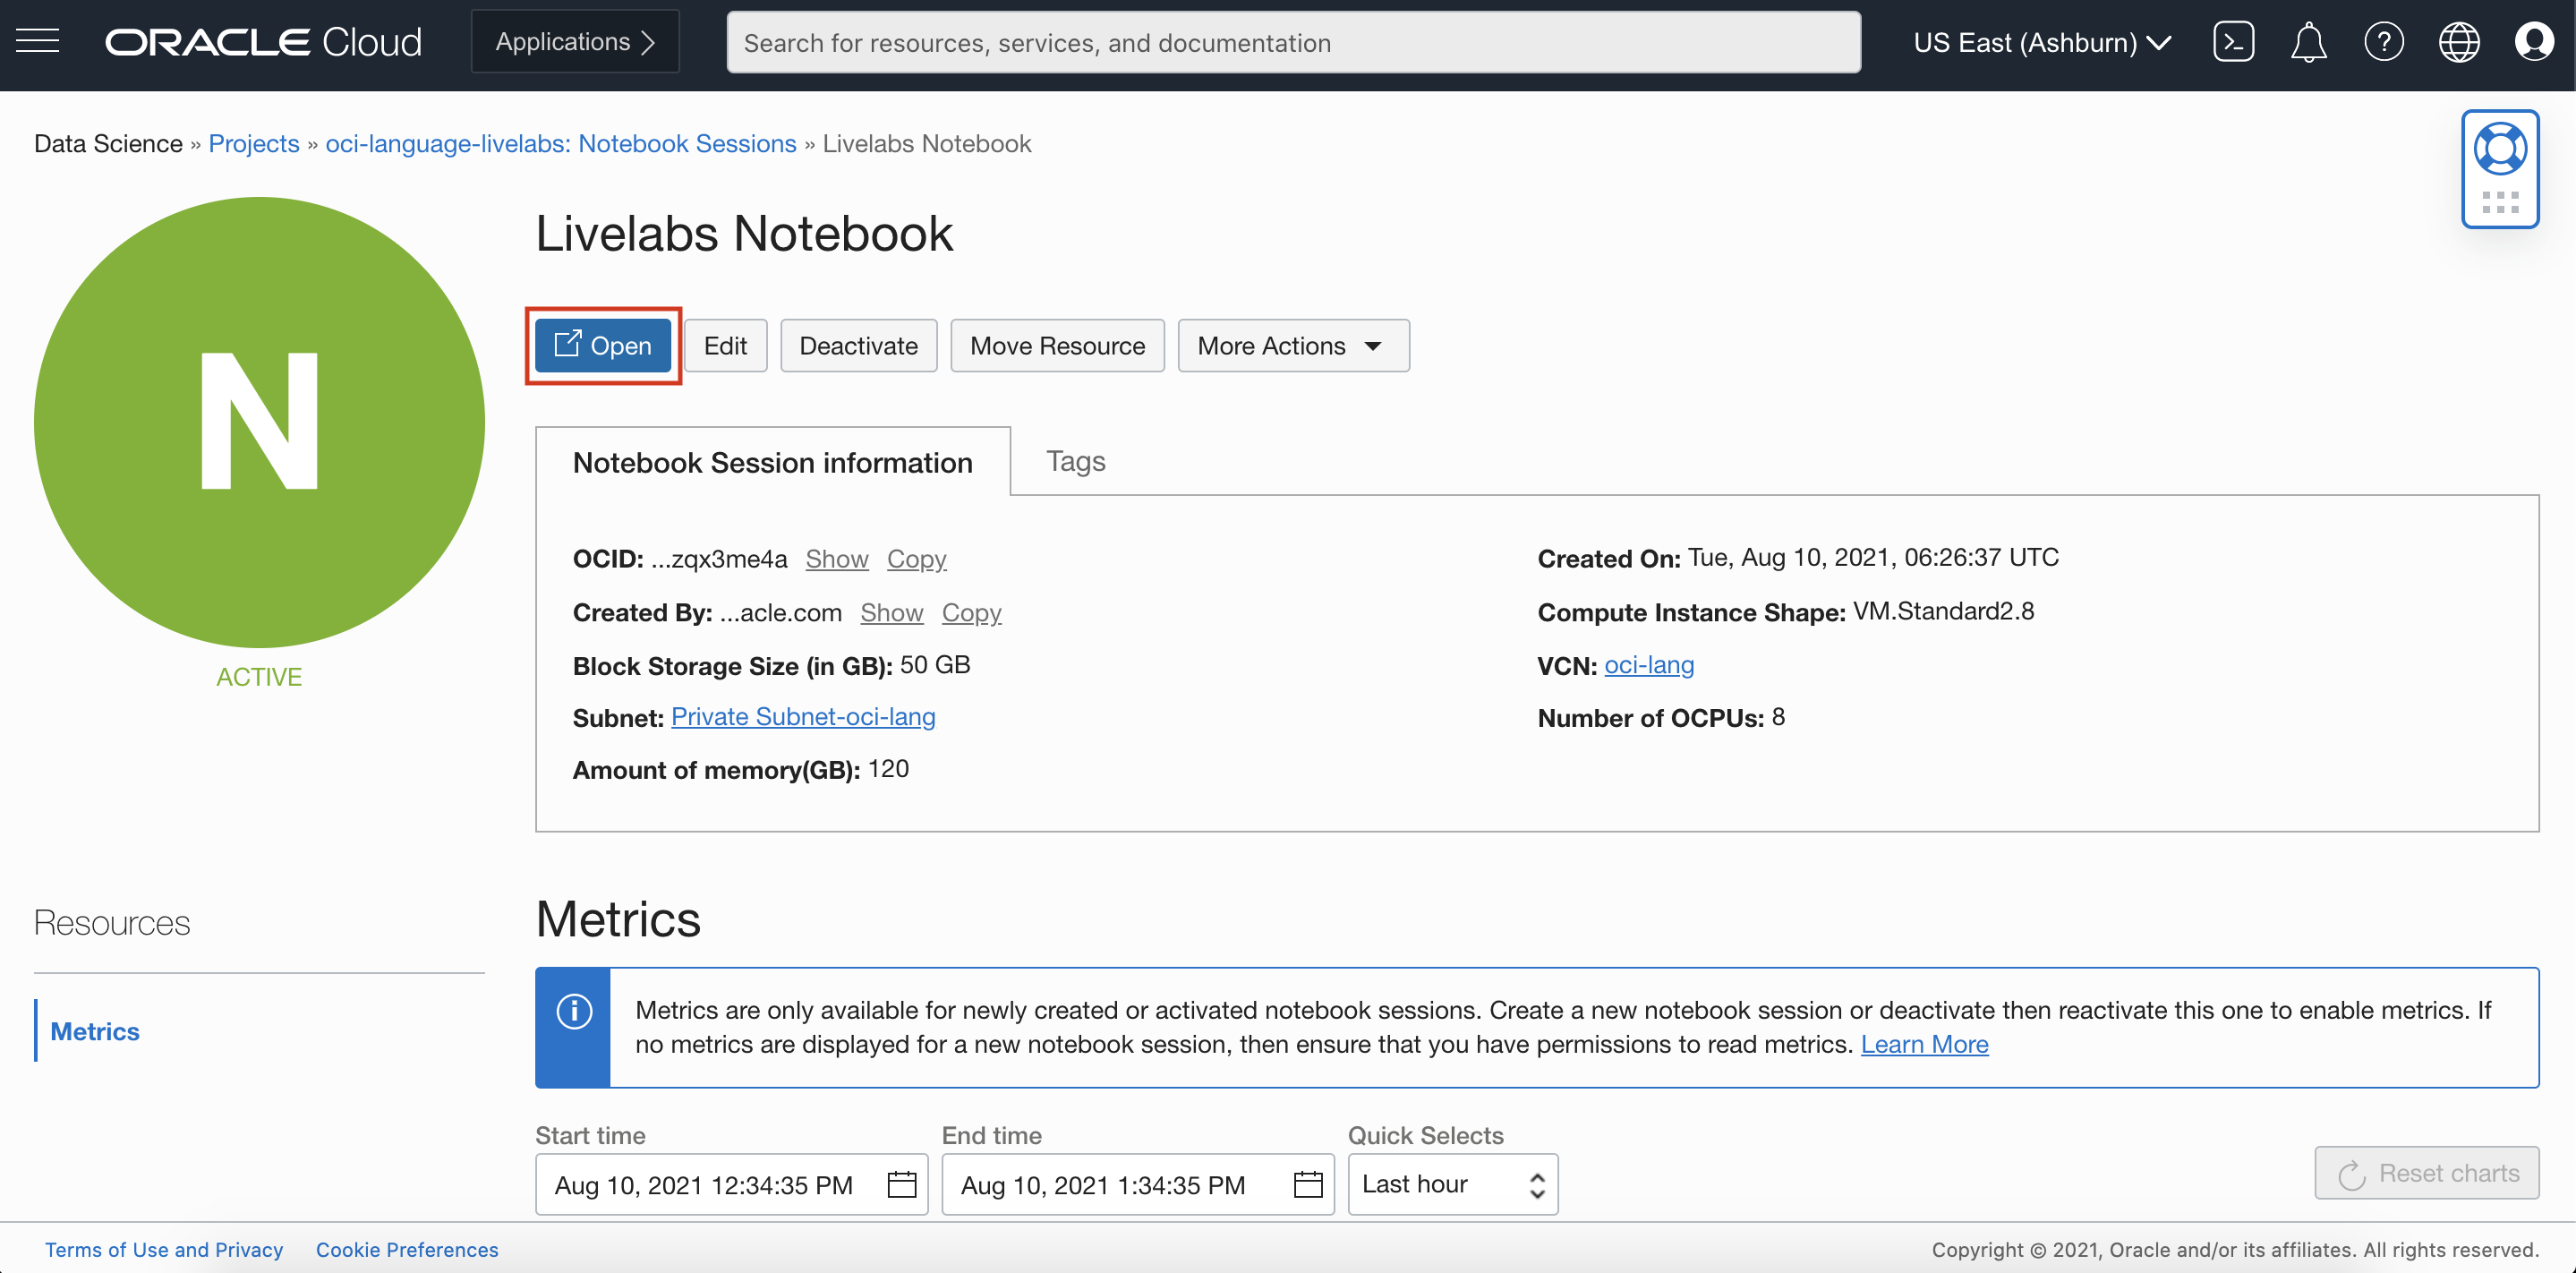 ORACLE Cloud
Applications
Search for resources, services, and documentation
US East (Ashburn)
Data Science » Projects » oci-language-livelabs: Notebook Sessions » Livelabs Notebook
N
ACTIVE
Livelabs Notebook
Open
Edit
Deactivate
Move Resource
More Actions
Notebook Session information
Tags
OCID: ...zqx3me4a Show Copy
Created By: ...acle.com Show Copy
Block Storage Size (in GB): 50 GB
Subnet: Private Subnet-oci-lang
Amount of memory(GB): 120
Created On: Tue, Aug 10, 2021, 06:26:37 UTC
Compute Instance Shape: VM.Standard2.8
VCN: oci-lang
Number of OCPUs: 8
Resources
Metrics
Metrics
Metrics are only available for newly created or activated notebook sessions. Create a new notebook session or deactivate then reactivate this one to enable metrics. If
no metrics are displayed for a new notebook session, then ensure that you have permissions to read metrics. Learn More
Start time
Aug 10, 2021 12:34:35 PM
End time
Aug 10, 2021 1:34:35 PM
Quick Selects
Last hour
Reset charts
Terms of Use and Privacy
Cookie Preferences
Copyright © 2021, Oracle and/or its affiliates. All rights reserved.